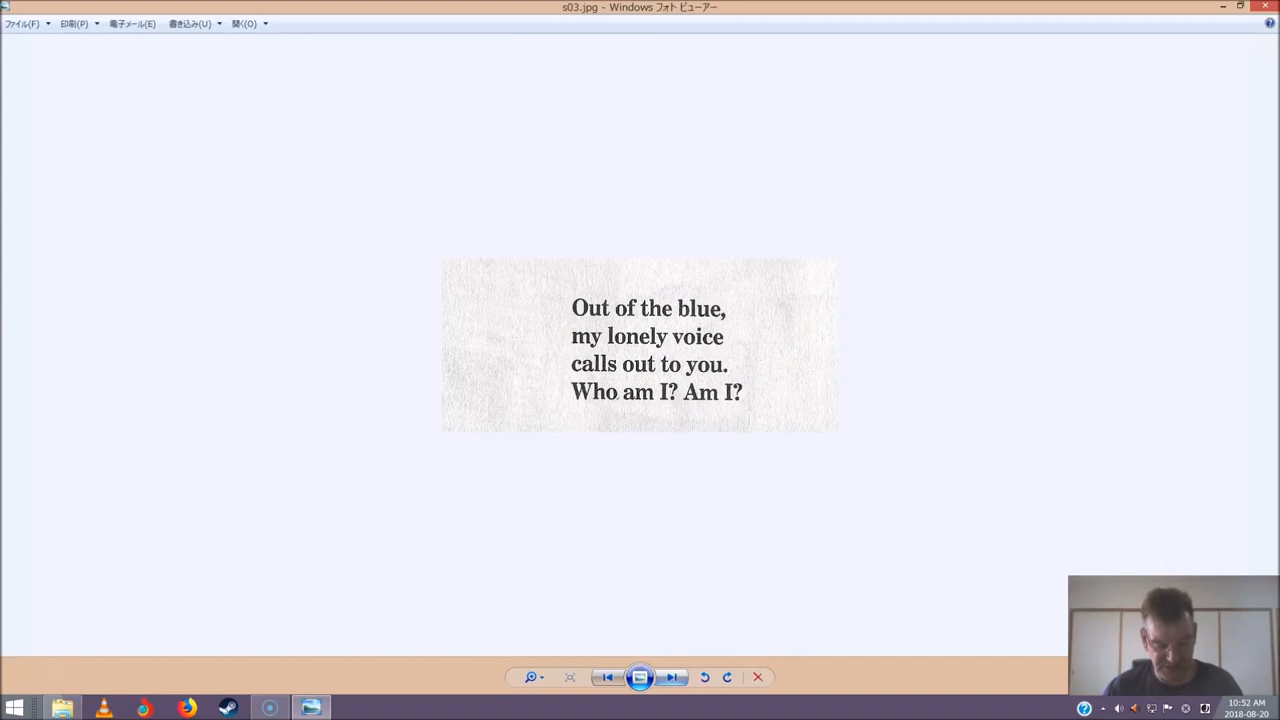 s03.jpg - Windows フォト ビューアー
ファイル(F) 印刷(P) 電子メール(E) 書き込み(U) 開く(O)
Out of the blue,
my lonely voice
calls out to you.
Who am I? Am I?
10:52 AM
2018-08-20